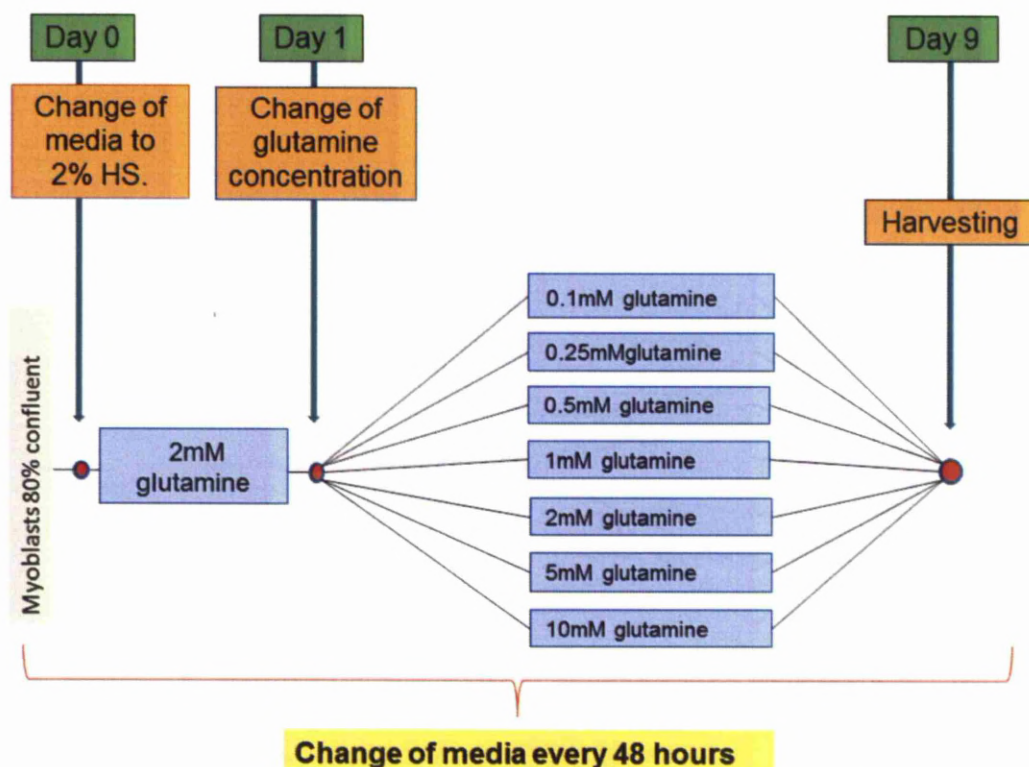 Day 0
Day 1
Day 9
Change of
media to
2% HS.
Change of
glutamine
concentration
Harvesting
Myoblasts 80% confluent
2mM
glutamine
0.1mM glutamine
0.25mMglutamine
0.5mM glutamine
1mM glutamine
2mM glutamine
5mM glutamine
10mM glutamine
Change of media every 48 hours